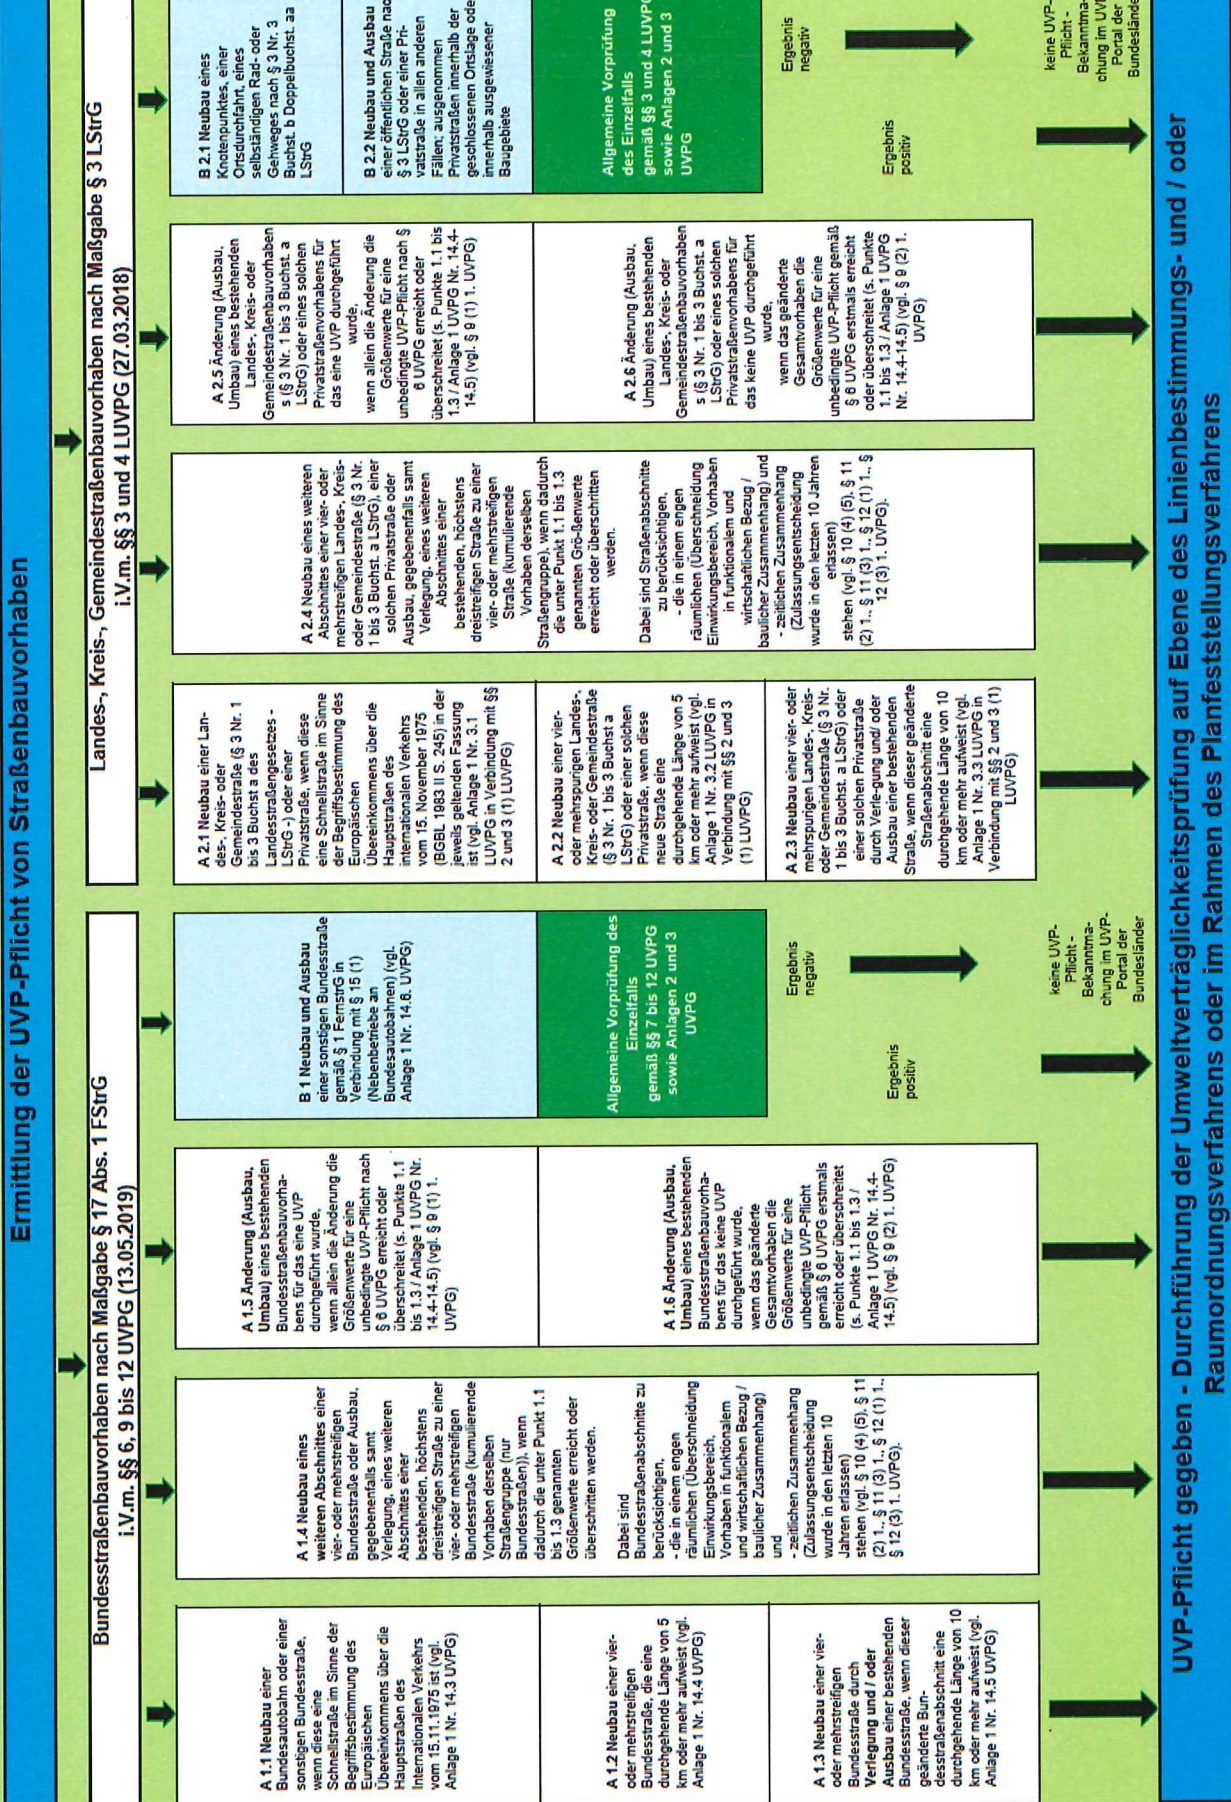 Ermittlung der UVP-Pflicht von Straßenbauvorhaben
Bundesstraßenbauvorhaben nach Maßgabe § 17 Abs. 1 FStrG
i.V.m. §§ 6, 9 bis 12 UVPG (13.05.2019)
A 1.1 Neubau einer
Bundesautobahn oder einer
sonstigen Bundesstraße,
wenn diese eine
Schnellstraße im Sinne der
Begriffsbestimmung des
Europäischen
Übereinkommens über die
Hauptstraßen des
Internationalen Verkehrs
vom 15.11.1975 ist (vgl.
Anlage 1 Nr. 14.3 UVPG)
A 1.2 Neubau einer vier-
oder mehrstreifigen
Bundesstraße, die eine
durchgehende Länge von 5
km oder mehr aufweist (vgl.
Anlage 1 Nr. 14.4 UVPG)
A 1.3 Neubau einer vier-
oder mehrstreifigen
Bundesstraße durch
Verlegung und / oder
Ausbau einer bestehenden
Bundesstraße, wenn dieser
geänderte Bun-
desstraßenabschnitt eine
durchgehende Länge von 10
km oder mehr aufweist (vgl.
Anlage 1 Nr. 14.5 UVPG)
A 1.4 Neubau eines
weiteren Abschnittes einer
vier- oder mehrstreifigen
Bundesstraße oder Ausbau,
gegebenenfalls samt
Verlegung, eines weiteren
Abschnittes einer
bestehenden, höchstens
dreistreifigen Straße zu einer
vier- oder mehrstreifigen
Bundesstraße (kumulierende
Vorhaben derselben
Straßengruppe (nur
Bundesstraßen)), wenn
dadurch die unter Punkt 1.1
bis 1.3 genannten
Größenwerte erreicht oder
überschritten werden.
Dabei sind
Bundesstraßenabschnitte zu
berücksichtigen,
- die in einem engen
räumlichen (Überschneidung
Einwirkungsbereich,
Vorhaben in funktionalem
und wirtschaftlichen Bezug /
baulicher Zusammenhang)
und
- zeitlichen Zusammenhang
(Zulassungsentscheidung
wurde in den letzten 10
Jahren erlassen)
stehen (vgl. § 10 (4) (5), § 11
(2) 1., § 11 (3) 1., § 12 (1) 1.,
§ 12 (3) 1. UVPG).
A 1.5 Änderung (Ausbau,
Umbau) eines bestehenden
Bundesstraßenbauvorha-
bens für das eine UVP
durchgeführt wurde,
wenn allein die Änderung die
Größenwerte für eine
unbedingte UVP-Pflicht nach
§ 6 UVPG erreicht oder
überschreitet (s. Punkte 1.1
bis 1.3 / Anlage 1 UVPG Nr.
14.4-14.5) (vgl. § 9 (1) 1.
UVPG)
A 1.6 Änderung (Ausbau,
Umbau) eines bestehenden
Bundesstraßenbauvorha-
bens für das keine UVP
durchgeführt wurde,
wenn das geänderte
Gesamtvorhaben die
Größenwerte für eine
unbedingte UVP-Pflicht
gemäß § 6 UVPG erstmals
erreicht oder überschreitet
(s. Punkte 1.1 bis 1.3 /
Anlage 1 UVPG Nr. 14.4-
14.5) (vgl. § 9 (2) 1. UVPG)
B 1 Neubau und Ausbau
einer sonstigen Bundesstraße
gemäß § 1 FernstrG in
Verbindung mit § 15 (1)
(Nebenbetriebe an
Bundesautobahnen) (vgl.
Anlage 1 Nr. 14.6. UVPG)
Allgemeine Vorprüfung des
Einzelfalls
gemäß §§ 7 bis 12 UVPG
sowie Anlagen 2 und 3
UVPG
Ergebnis
positiv
Ergebnis
negativ
keine UVP-
Pflicht -
Bekanntma-
chung im UVP-
Portal der
Bundesländer
Landes-, Kreis-, Gemeindestraßenbauvorhaben nach Maßgabe § 3 LStrG
i.V.m. §§ 3 und 4 LUVPG (27.03.2018)
A 2.1 Neubau einer Lan-
des-, Kreis- oder
Gemeindestraße (§ 3 Nr. 1
bis 3 Buchst. a des
Landesstraßengesetzes -
LStrG -) oder einer
Privatstraße, wenn diese
eine Schnellstraße im Sinne
der Begriffsbestimmung des
Europäischen
Übereinkommens über die
Hauptstraßen des
internationalen Verkehrs
vom 15. November 1975
(BGBL 1983 II S. 245) in der
jeweils geltenden Fassung
ist (vgl. Anlage 1 Nr. 3.1
LUVPG in Verbindung mit §§
2 und 3 (1) LUVPG)
A 2.2 Neubau einer vier-
oder mehrspurigen Landes-,
Kreis- oder Gemeindestraße
(§ 3 Nr. 1 bis 3 Buchst a
LStrG) oder einer solchen
Privatstraße, wenn diese
neue Straße eine
durchgehende Länge von 5
km oder mehr aufweist (vgl.
Anlage 1 Nr. 3.2 LUVPG in
Verbindung mit §§ 2 und 3
(1) LUVPG)
A 2.3 Neubau einer vier- oder
mehrspurigen Landes, Kreis-
oder Gemeindestraße (§ 3 Nr.
1 bis 3 Buchst. a LStrG) oder
einer solchen Privatstraße
durch Verle-gung und/ oder
Ausbau einer bestehenden
Straße, wenn dieser geänderte
Straßenabschnitt eine
durchgehende Länge von 10
km oder mehr aufweist (vgl.
Anlage 1 Nr. 3.3 LUVPG in
Verbindung mit §§ 2 und 3 (1)
LUVPG)
A 2.4 Neubau eines weiteren
Abschnittes einer vier- oder
mehrstreifigen Landes-, Kreis-
oder Gemeindestraße (§ 3 Nr.
1 bis 3 Buchst. a LStrG), einer
solchen Privatstraße oder
Ausbau, gegebenenfalls samt
Verlegung, eines weiteren
Abschnittes einer
bestehenden, höchstens
dreistreifigen Straße zu einer
vier- oder mehrstreifigen
Straße (kumulierende
Vorhaben derselben
Straßengruppe), wenn dadurch
die unter Punkt 1.1 bis 1.3
genannten Grö-ßenwerte
erreicht oder überschritten
werden.
Dabei sind Straßenabschnitte
zu berücksichtigen,
- die in einem engen
räumlichen (Überschneidung
Einwirkungsbereich, Vorhaben
in funktionalem und
wirtschaftlichen Bezug /
baulicher Zusammenhang) und
- zeitlichen Zusammenhang
(Zulassungsentscheidung
wurde in den letzten 10 Jahren
erlassen)
stehen (vgl. § 10 (4) (5), § 11
(2) 1., § 11 (3) 1., § 12 (1) 1., §
12 (3) 1. UVPG).
A 2.5 Änderung (Ausbau,
Umbau) eines bestehenden
Landes-, Kreis- oder
Gemeindestraßenbauvorhaben
s (§ 3 Nr. 1 bis 3 Buchst. a
LStrG) oder eines solchen
Privatstraßenvorhabens für
das eine UVP durchgeführt
wurde,
wenn allein die Änderung die
Größenwerte für eine
unbedingte UVP-Pflicht nach §
6 UVPG erreicht oder
überschreitet (s. Punkte 1.1 bis
1.3 / Anlage 1 UVPG Nr. 14.4-
14.5) (vgl. § 9 (1) 1. UVPG)
A 2.6 Änderung (Ausbau,
Umbau) eines bestehenden
Landes-, Kreis- oder
Gemeindestraßenbauvorhaben
s (§ 3 Nr. 1 bis 3 Buchst. a
LStrG) oder eines solchen
Privatstraßenvorhabens für
das keine UVP durchgeführt
wurde,
wenn das geänderte
Gesamtvorhaben die
Größenwerte für eine
unbedingte UVP-Pflicht gemäß
§ 6 UVPG erstmals erreicht
oder überschreitet (s. Punkte
1.1 bis 1.3 / Anlage 1 UVPG
Nr. 14.4-14.5) (vgl. § 9 (2) 1.
UVPG)
B 2.1 Neubau eines
Knotenpunktes, einer
Ortsdurchfahrt, eines
selbständigen Rad- oder
Gehweges nach § 3 Nr. 3
Buchst. b Doppelbuchst. aa
LStrG
B 2.2 Neubau und Ausbau
einer öffentlichen Straße nac
§ 3 LStrG oder einer Pri-
vatstraße in allen anderen
Fällen; ausgenommen
Privatstraßen innerhalb der
geschlossenen Ortslage ode
innerhalb ausgewiesener
Baugebiete
Allgemeine Vorprüfung
des Einzelfalls
gemäß §§ 3 und 4 LUVPG
sowie Anlagen 2 und 3
UVPG
Ergebnis
positiv
Ergebnis
negativ
keine UVP-
Pflicht -
Bekanntma-
chung im UVP
Portal der
Bundeslände
UVP-Pflicht gegeben - Durchführung der Umweltverträglichkeitsprüfung auf Ebene des Linienbestimmungs- und / oder
Raumordnungsverfahrens oder im Rahmen des Planfeststellungsverfahrens